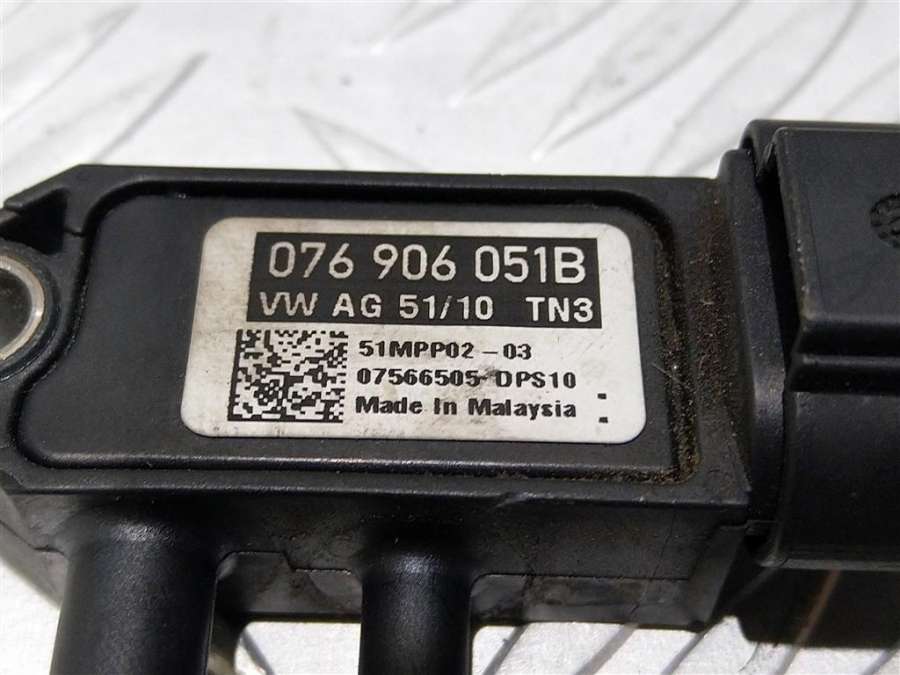 076 906 051B
VW AG 51/10 TN3
51MPP02-03
07566505-DPS10
Made In Malaysia